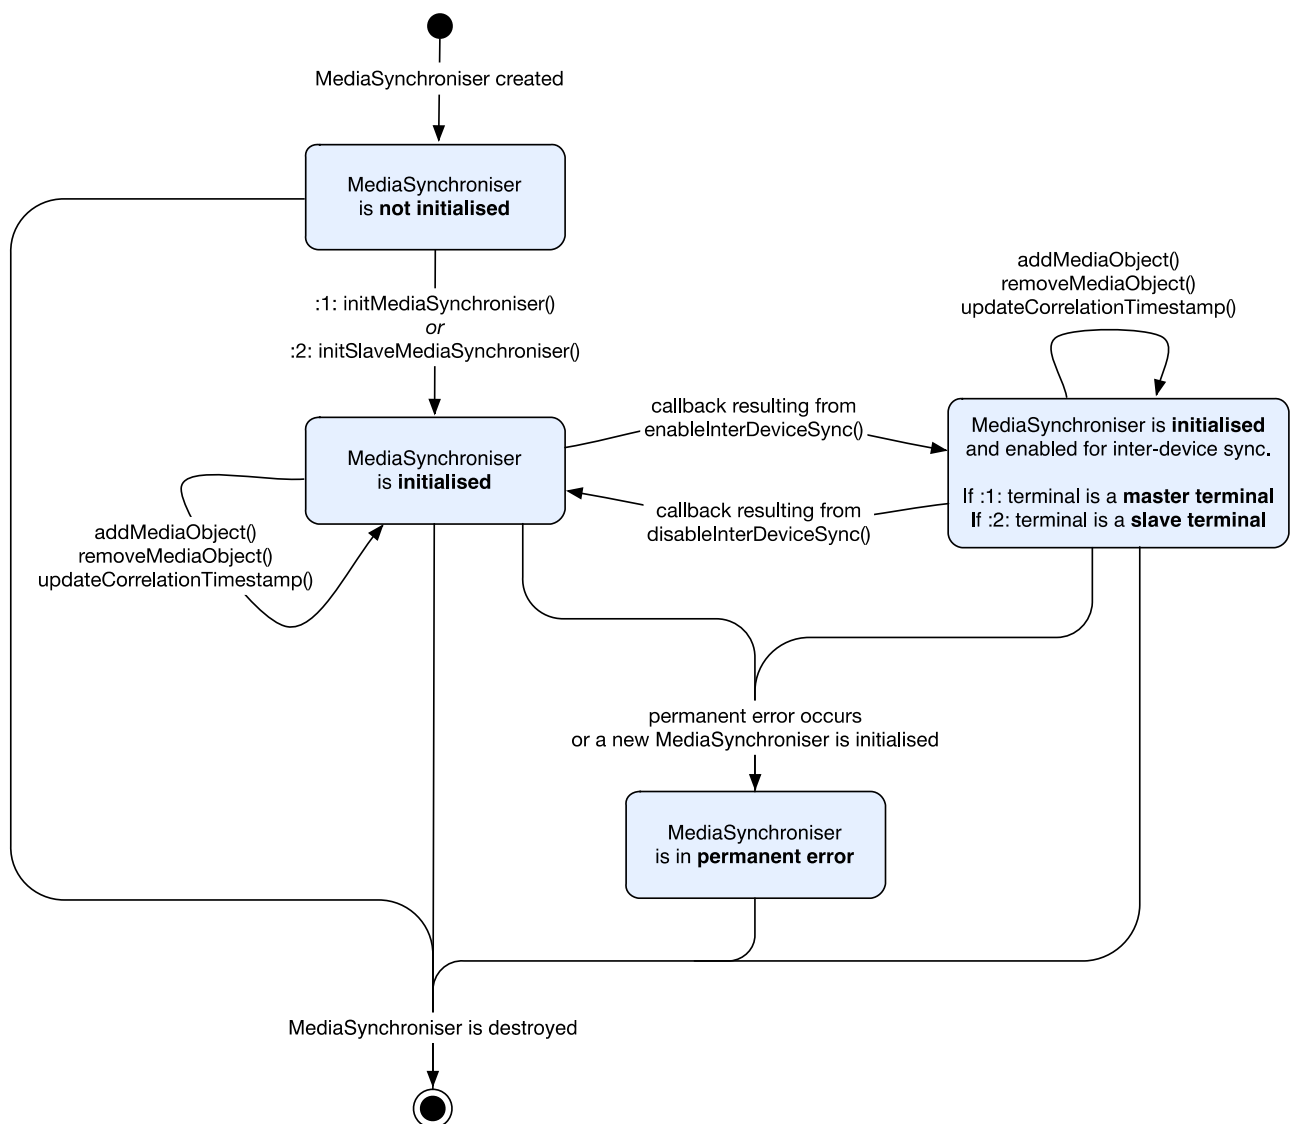 MediaSynchroniser created
MediaSynchroniser
is not initialised
:1: initMediaSynchroniser()
or
:2: initSlaveMediaSynchroniser()
addMediaObject()
removeMediaObject()
updateCorrelationTimestamp()
callback resulting from
enableInterDeviceSync()
MediaSynchroniser is initialised
and enabled for inter-device sync.
If :1: terminal is a master terminal
If :2: terminal is a slave terminal
MediaSynchroniser
is initialised
callback resulting from
disableInterDeviceSync()
addMediaObject()
removeMediaObject()
updateCorrelationTimestamp()
permanent error occurs
or a new MediaSynchroniser is initialised
MediaSynchroniser
is in permanent error
MediaSynchroniser is destroyed